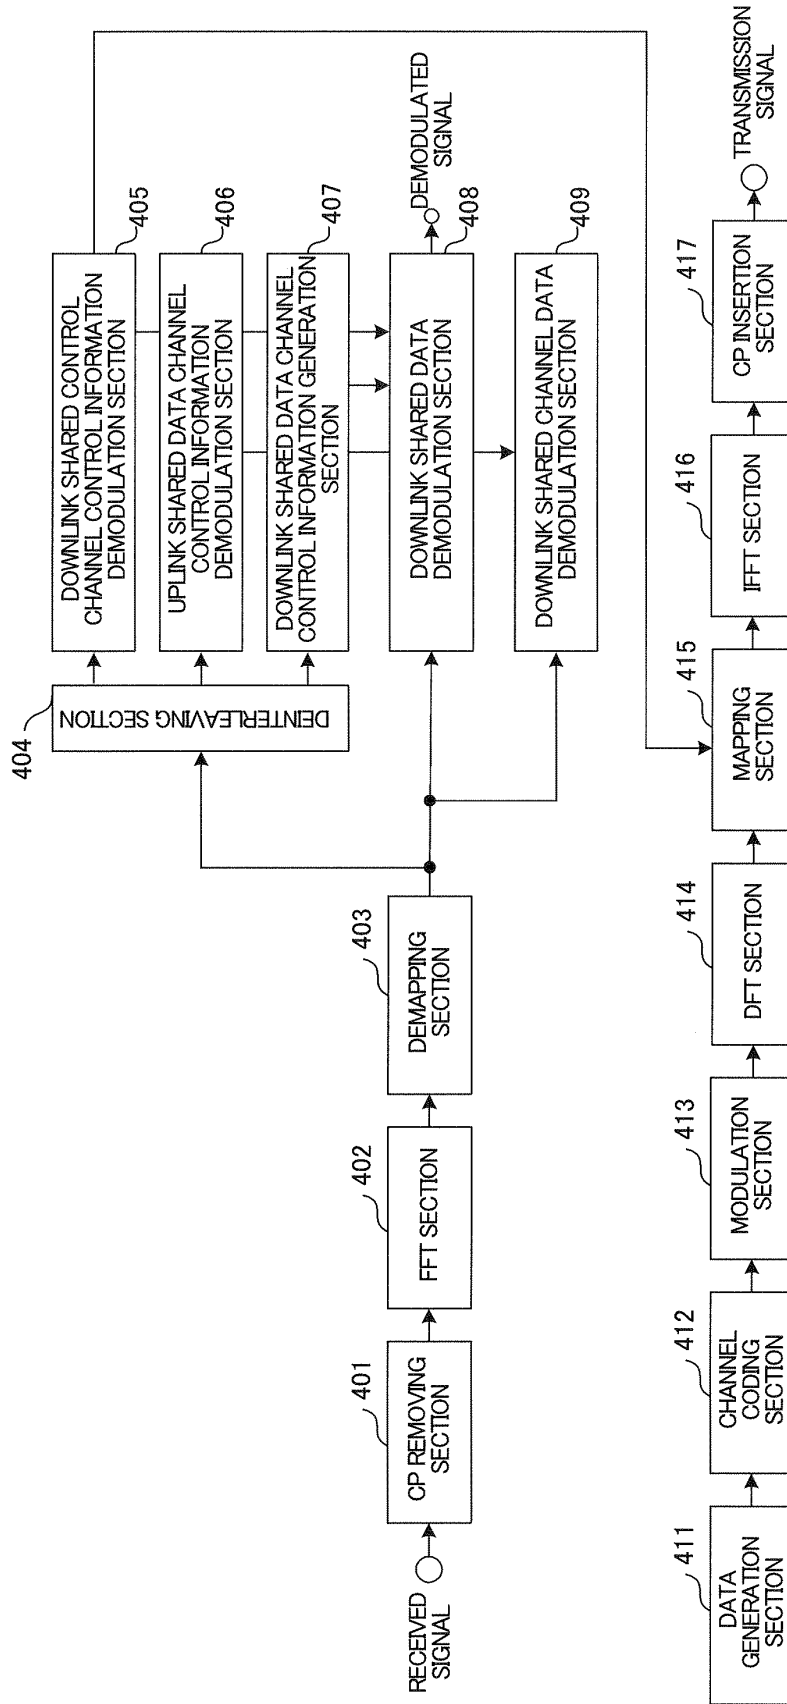 RECEIVED
SIGNAL
401
CP REMOVING
SECTION
402
FFT SECTION
403
DEMAPPING
SECTION
404
DEINTERLEAVING SECTION
DOWNLINK SHARED CONTROL
CHANNEL CONTROL INFORMATION
DEMODULATION SECTION
405
UPLINK SHARED DATA CHANNEL
CONTROL INFORMATION
DEMODULATION SECTION
406
DOWNLINK SHARED DATA CHANNEL
CONTROL INFORMATION GENERATION
SECTION
407
DOWNLINK SHARED DATA
DEMODULATION SECTION
408
DEMODULATED
SIGNAL
DOWNLINK SHARED CHANNEL DATA
DEMODULATION SECTION
409
411
DATA
GENERATION
SECTION
412
CHANNEL
CODING
SECTION
413
MODULATION
SECTION
414
DFT SECTION
415
MAPPING
SECTION
416
IFFT SECTION
417
CP INSERTION
SECTION
TRANSMISSION
SIGNAL